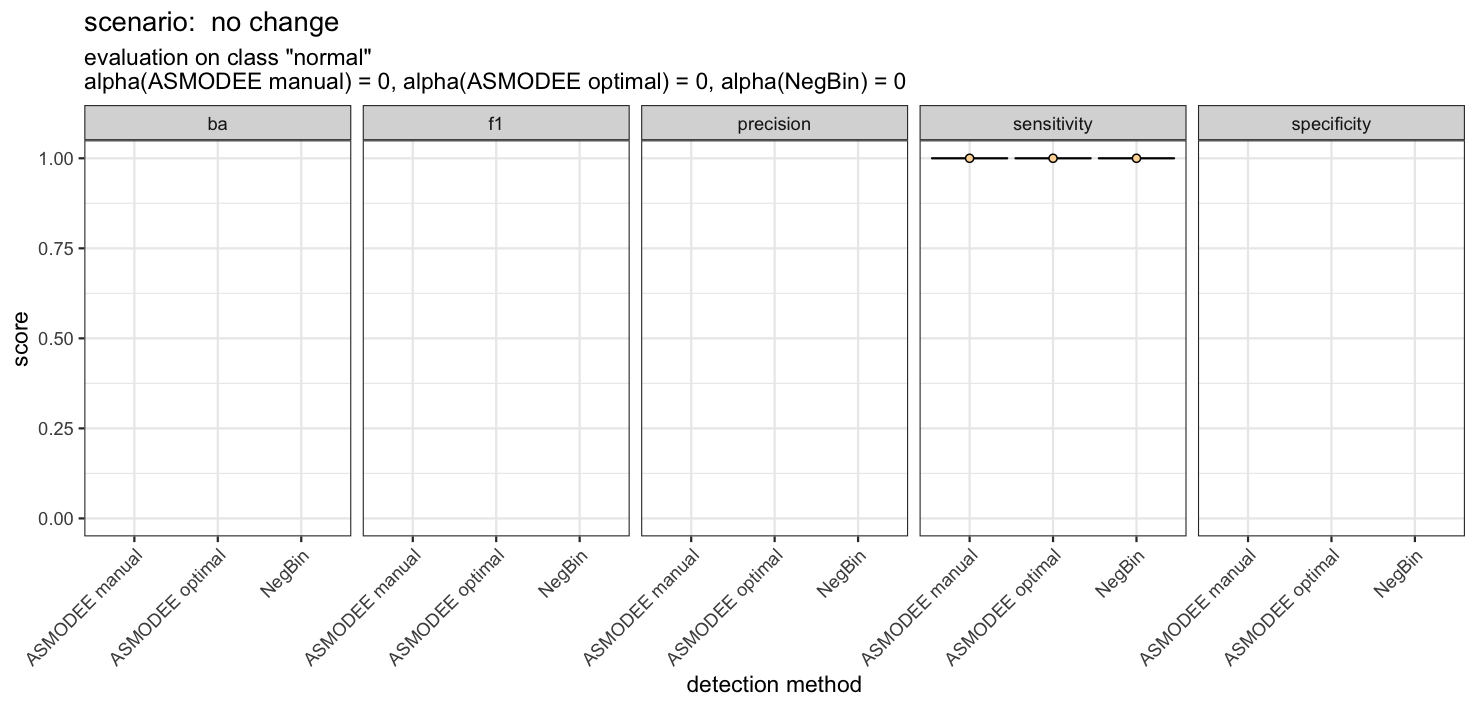 scenario:  no change
evaluation on class "normal"
alpha(ASMODEE manual) = 0, alpha(ASMODEE optimal) = 0, alpha(NegBin) = 0
ba f1 precision sensitivity specificity
1.00
0.75
0.50
0.25
0.00
score
ASMODEE manual ASMODEE optimal NegBin ASMODEE manual ASMODEE optimal NegBin ASMODEE manual ASMODEE optimal NegBin ASMODEE manual ASMODEE optimal NegBin ASMODEE manual ASMODEE optimal NegBin
detection method